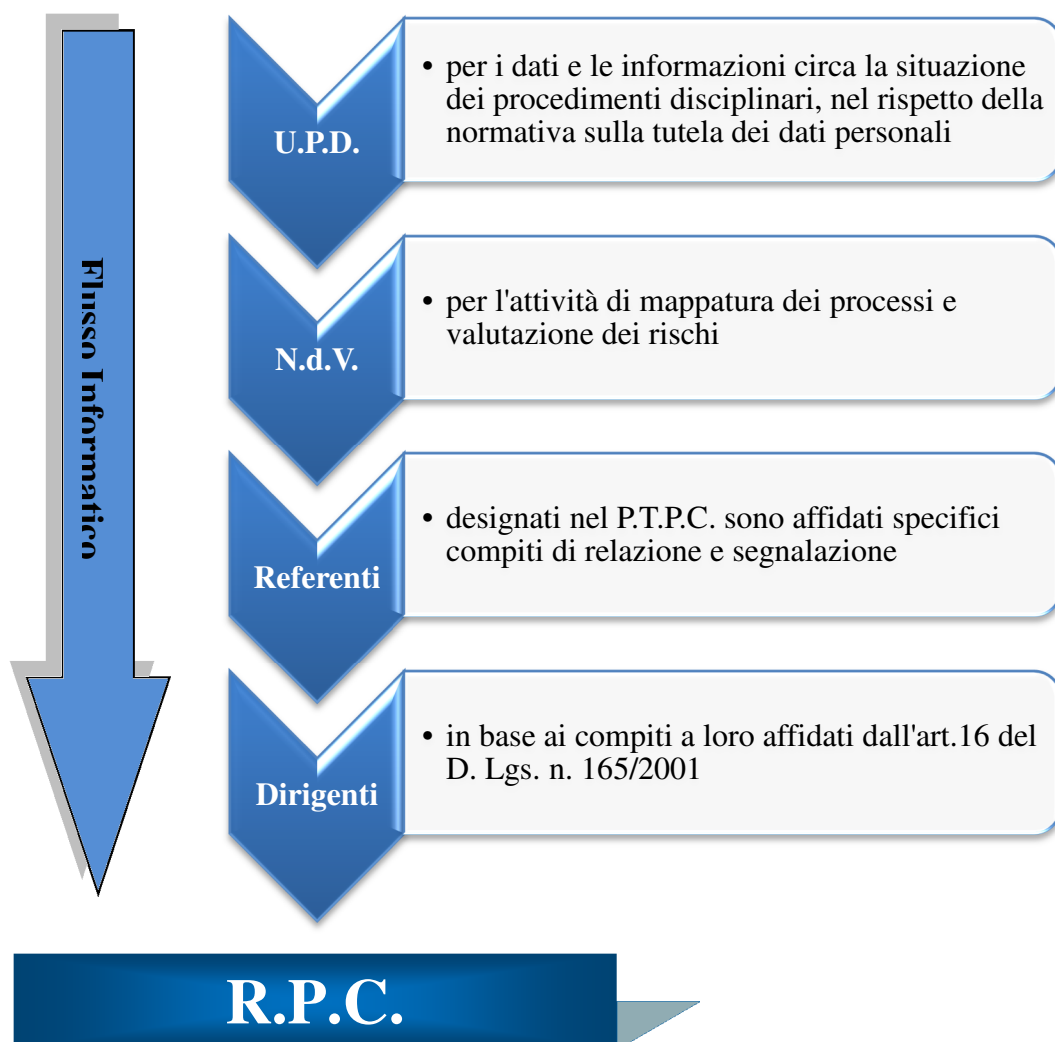 Flusso Informatico
U.P.D.
• per i dati e le informazioni circa la situazione
dei procedimenti disciplinari, nel rispetto della
normativa sulla tutela dei dati personali
N.d.V.
• per l'attività di mappatura dei processi e
valutazione dei rischi
Referenti
• designati nel P.T.P.C. sono affidati specifici
compiti di relazione e segnalazione
Dirigenti
• in base ai compiti a loro affidati dall'art.16 del
D. Lgs. n. 165/2001
R.P.C.